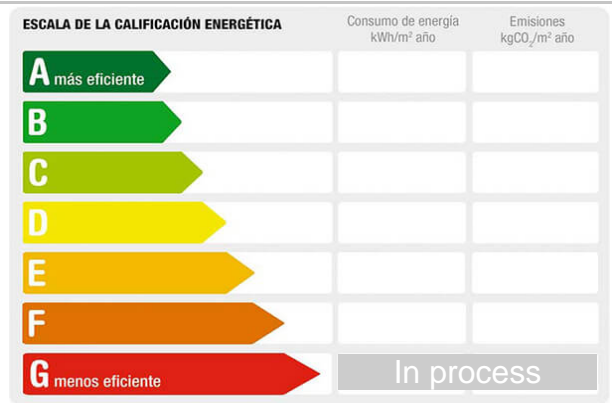 ESCALA DE LA CALIFICACIÓN ENERGÉTICA
Consumo de energía
kWh/m² año
Emisiones
kgCO₂/m² año
A más eficiente
B
C
D
E
F
G menos eficiente
In process